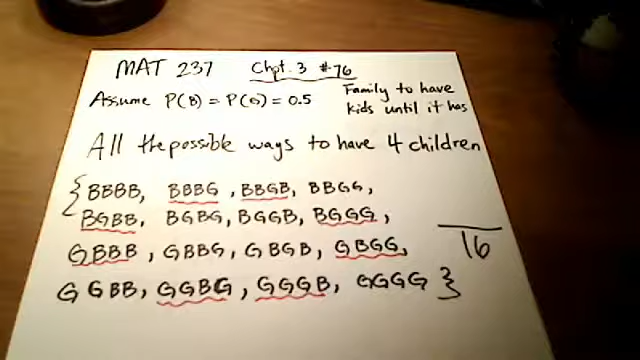 MAT 237 Chpt. 3 #76
Assume P(B) = P(G) = 0.5
Family to have
kids until it has
All the possible ways to have 4 children
{BBBB, BBBG, BBGB, BBGG,
BGBB, BGBG, BGGB, BGGG,
GBBB, GBBG, GBGB, GBGG,
GGBB, GGBG, GGGB, GGGG}
16